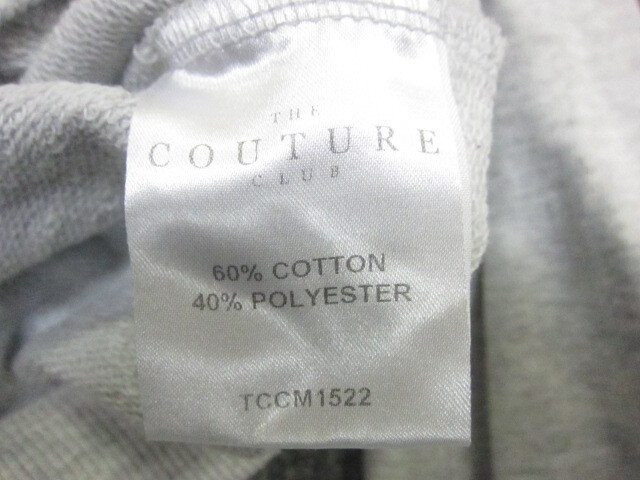 THE
COUTURE
CLUB
60% COTTON
40% POLYESTER
TCCM1522